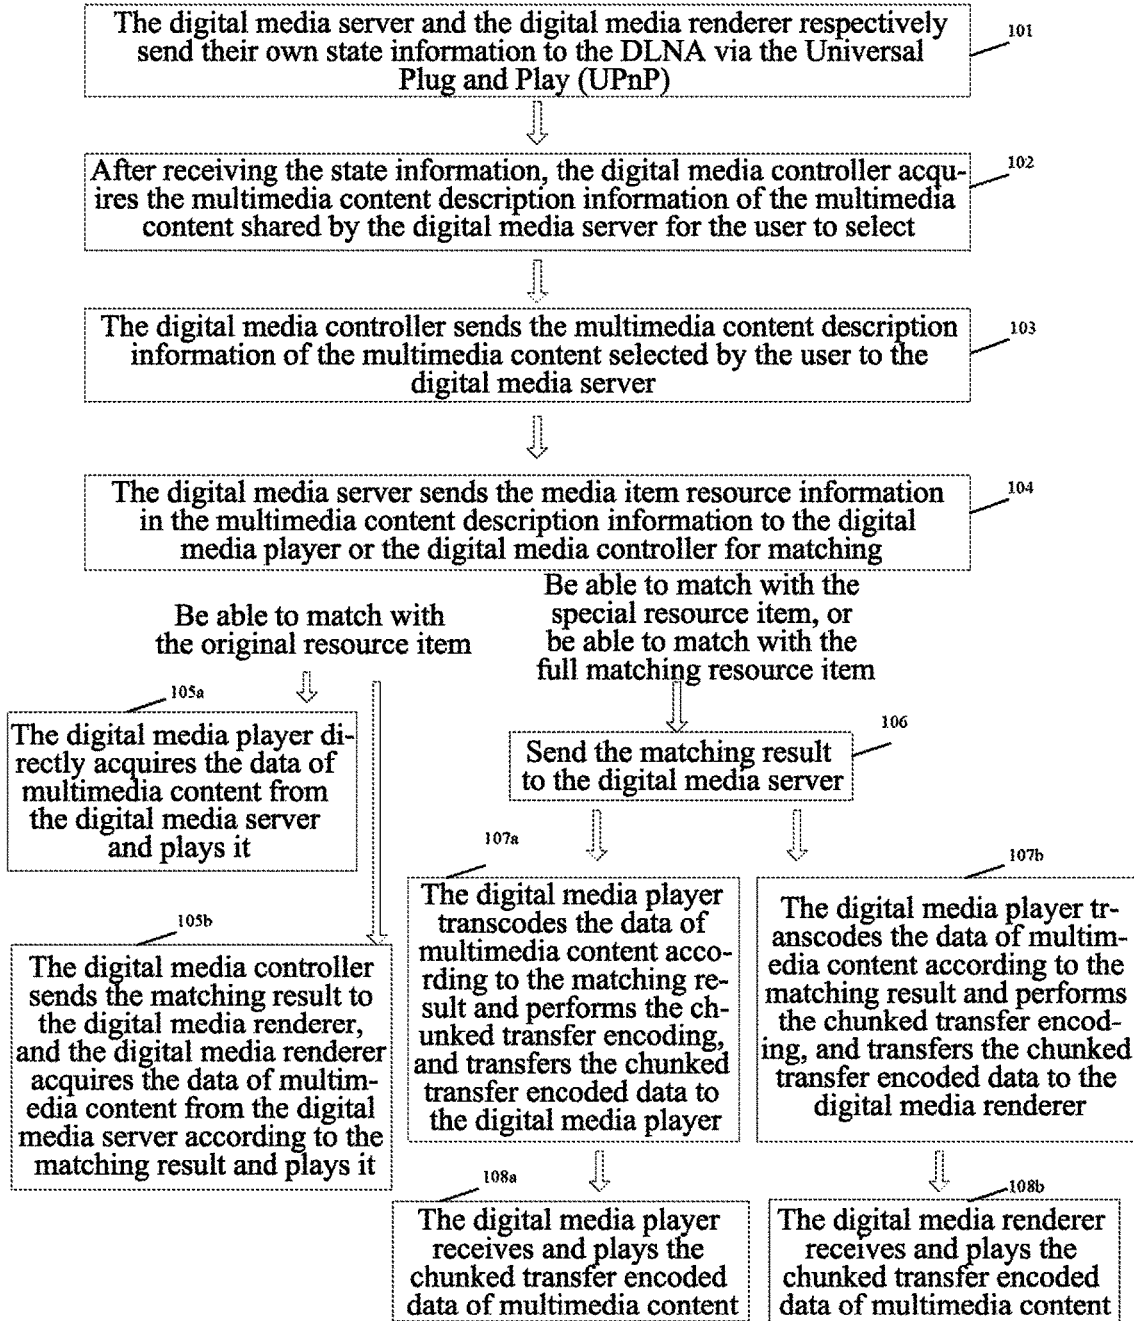 The digital media server and the digital media renderer respectively
send their own state information to the DLNA via the Universal
Plug and Play (UPnP)
101
After receiving the state information, the digital media controller acqu-
ires the multimedia content description information of the multimedia
content shared by the digital media server for the user to select
102
The digital media controller sends the multimedia content description
information of the multimedia content selected by the user to the
digital media server
103
The digital media server sends the media item resource information
in the multimedia content description information to the digital
media player or the digital media controller for matching
104
Be able to match with
the original resource item
Be able to match with the
special resource item, or
be able to match with the
full matching resource item
105a
The digital media player di-
rectly acquires the data of
multimedia content from
the digital media server
and plays it
106
Send the matching result
to the digital media server
105b
The digital media controller
sends the matching result to
the digital media renderer,
and the digital media renderer
acquires the data of multim-
edia content from the digital
media server according to the
matching result and plays it
107a
The digital media player
transcodes the data of
multimedia content acco-
rding to the matching re-
sult and performs the ch-
unked transfer encoding,
and transfers the chunked
transfer encoded data to
the digital media player
107b
The digital media player tr-
anscodes the data of multim-
edia content according to the
matching result and performs
the chunked transfer encod-
ing, and transfers the chunked
transfer encoded data to the
digital media renderer
108a
The digital media player
receives and plays the
chunked transfer encoded
data of multimedia content
108b
The digital media renderer
receives and plays the
chunked transfer encoded
data of multimedia content